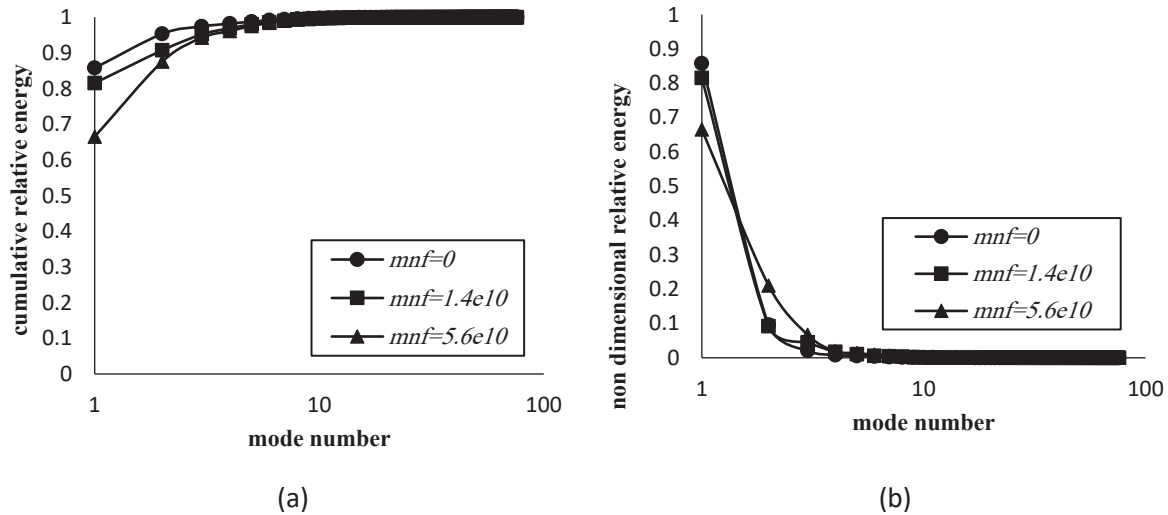 cumulative relative energy
1
0.9
0.8
0.7
0.6
0.5
0.4
0.3
0.2
0.1
0
mnf=0
mnf=1.4e10
mnf=5.6e10
1
10
100
mode number
(a)
non dimensional relative energy
1
0.9
0.8
0.7
0.6
0.5
0.4
0.3
0.2
0.1
0
mnf=0
mnf=1.4e10
mnf=5.6e10
1
10
100
mode number
(b)